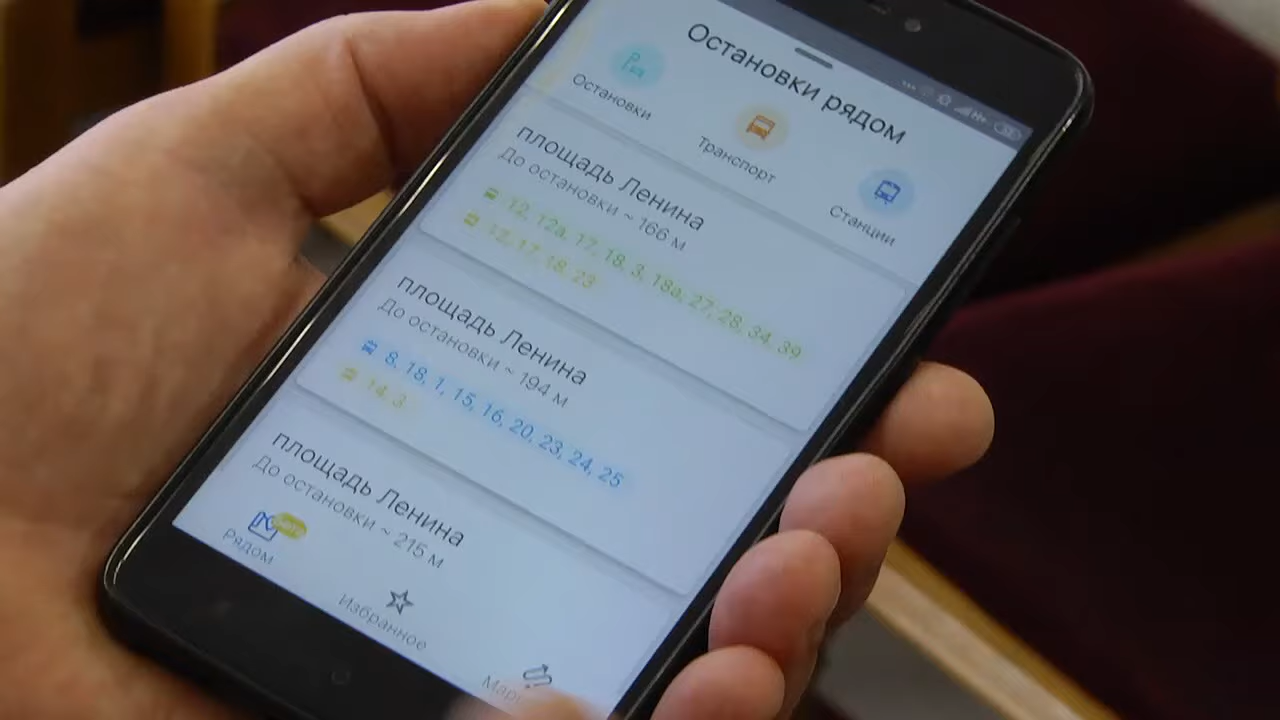 Остановки рядом
Остановки
Транспорт
Станции
площадь Ленина
До остановки ~ 166 м
12, 12а, 17, 18, 3, 18а, 27, 28, 34, 39
17, 18, 23
площадь Ленина
До остановки ~ 194 м
8, 18, 1, 15, 16, 20, 23, 24, 25
14, 3
площадь Ленина
До остановки ~ 215 м
Рядом
Избранное